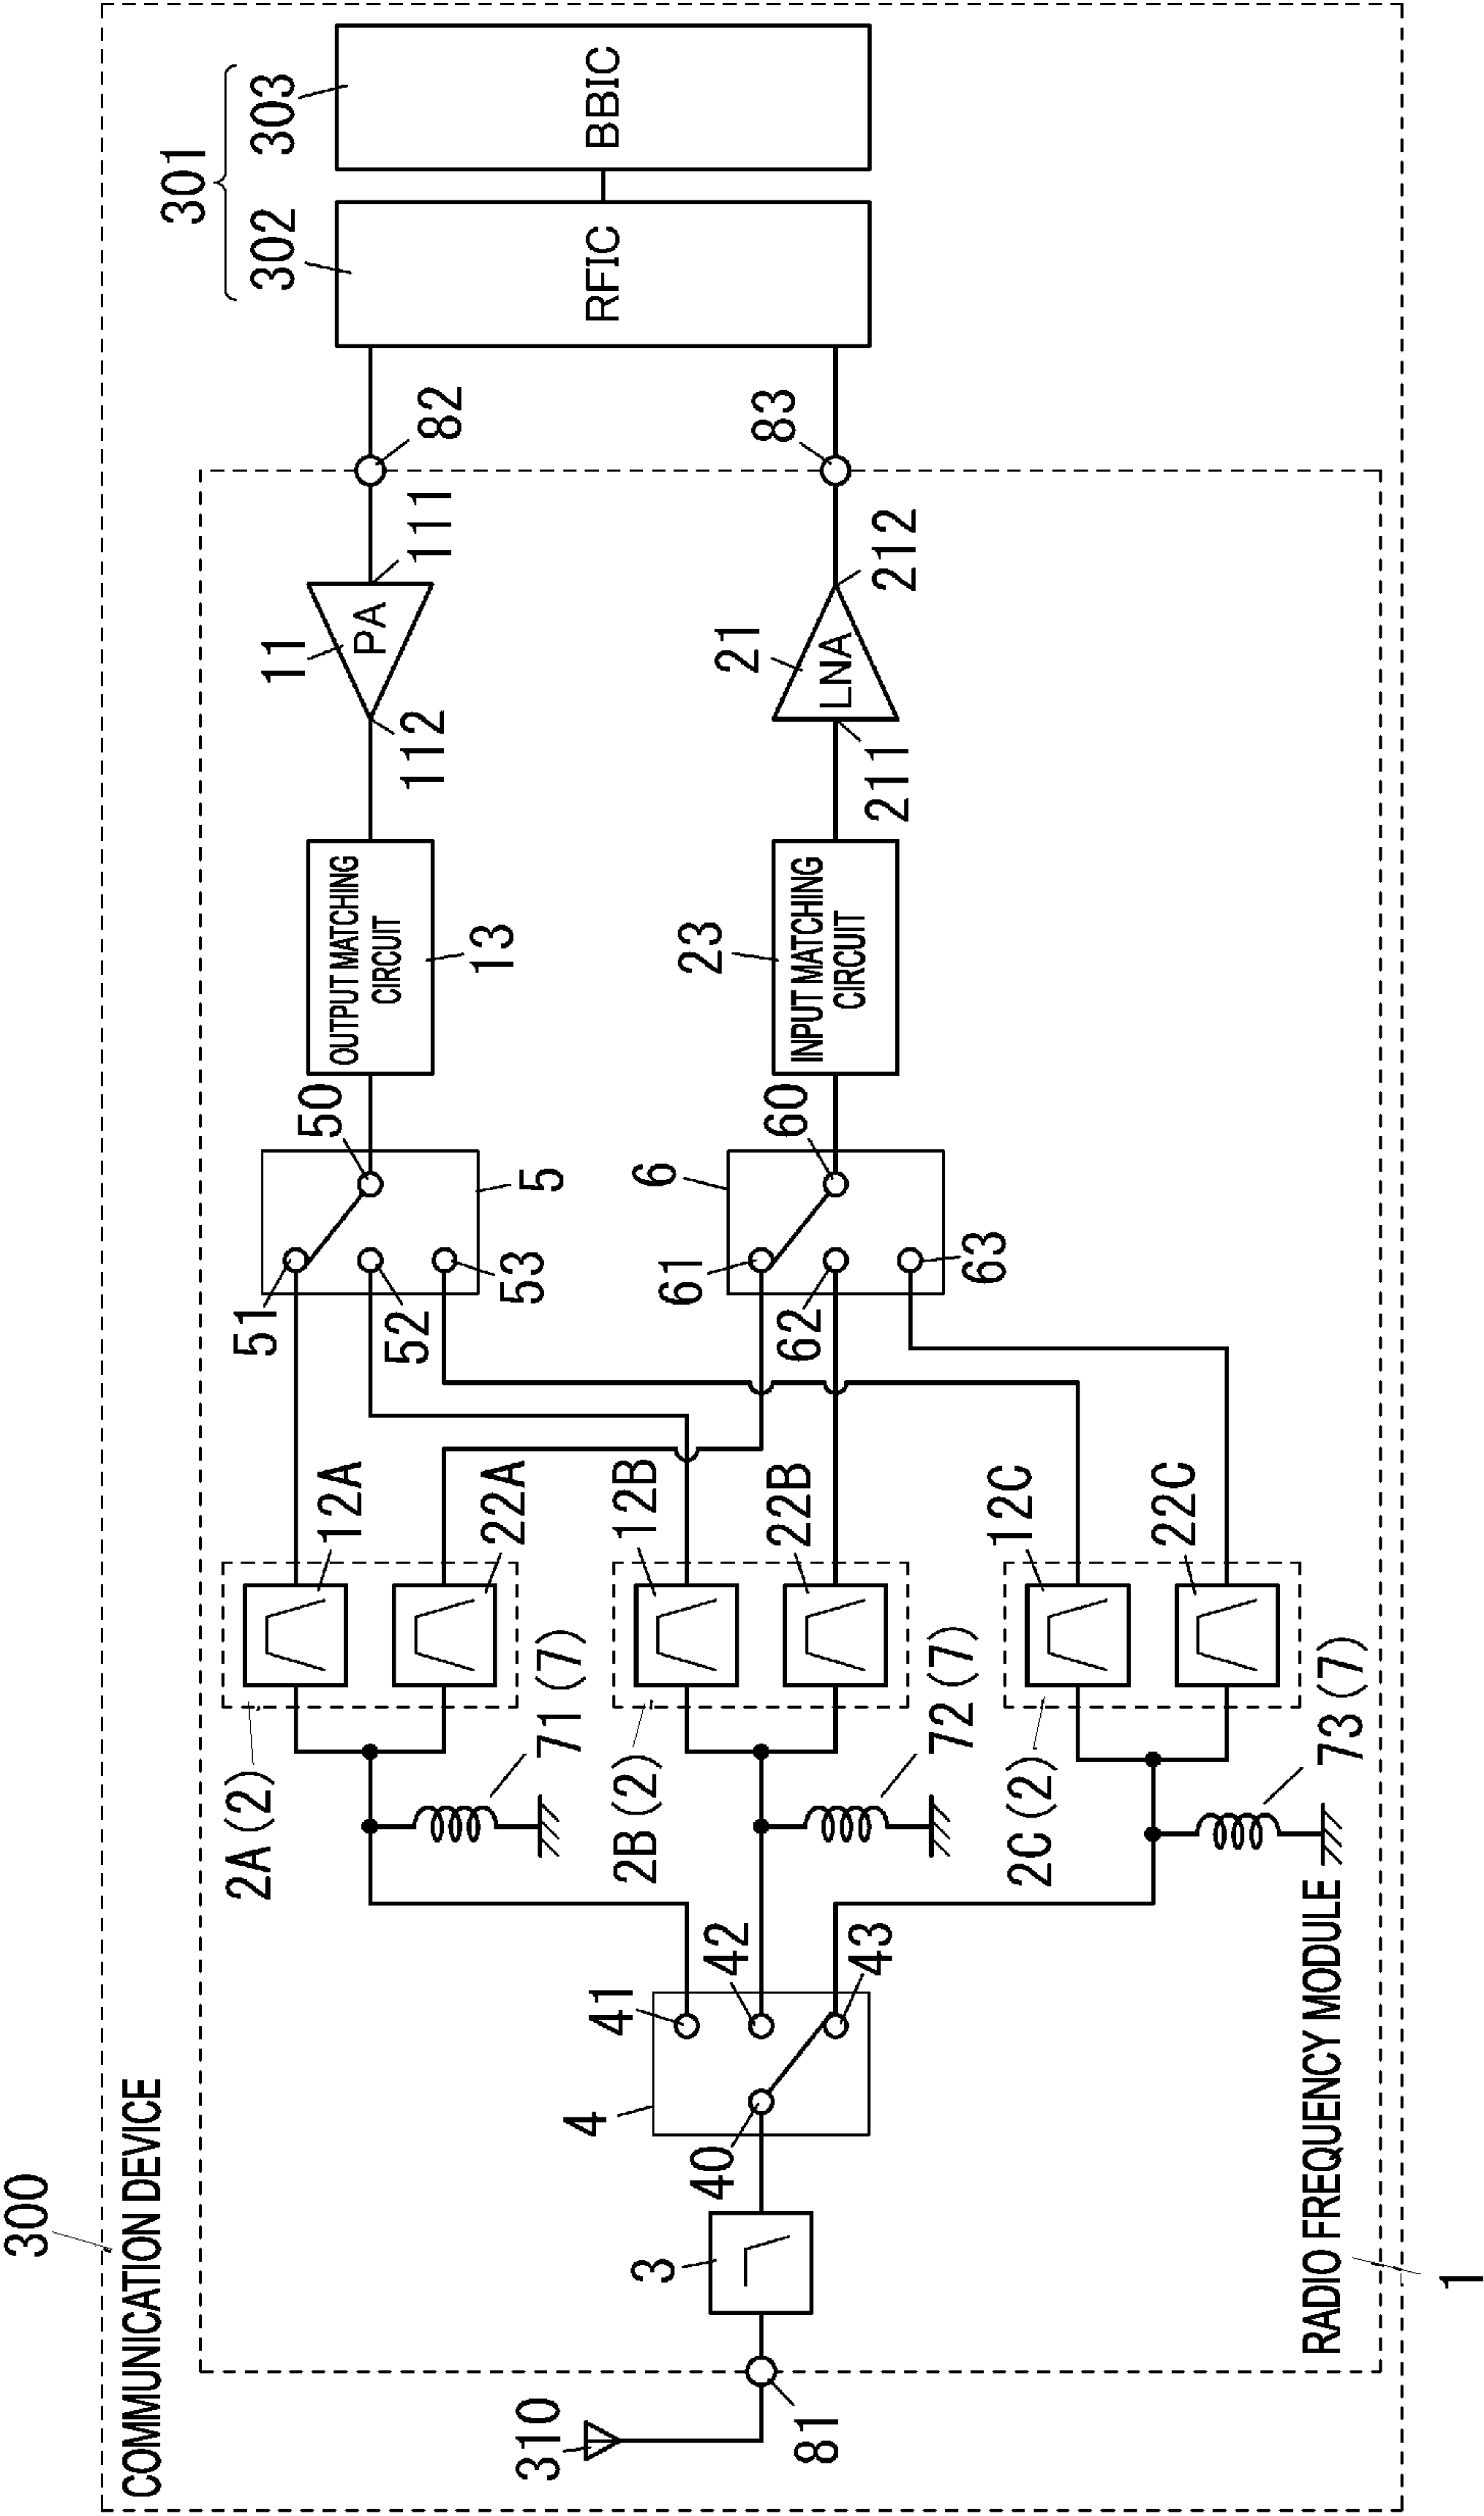 300
COMMUNICATION DEVICE
301
302
303
RFIC
BBIC
2A (2)
12A
51
50
11
PA
82
OUTPUT MATCHING
CIRCUIT
112
111
13
22A
52
5
53
71 (7)
310
41
2B (2)
12B
61
6
60
23
21
83
4
3
42
40
22B
62
INPUT MATCHING
CIRCUIT
LNA
81
43
72 (7)
211
212
63
2C (2)
12C
22C
73 (7)
RADIO FREQUENCY MODULE
1